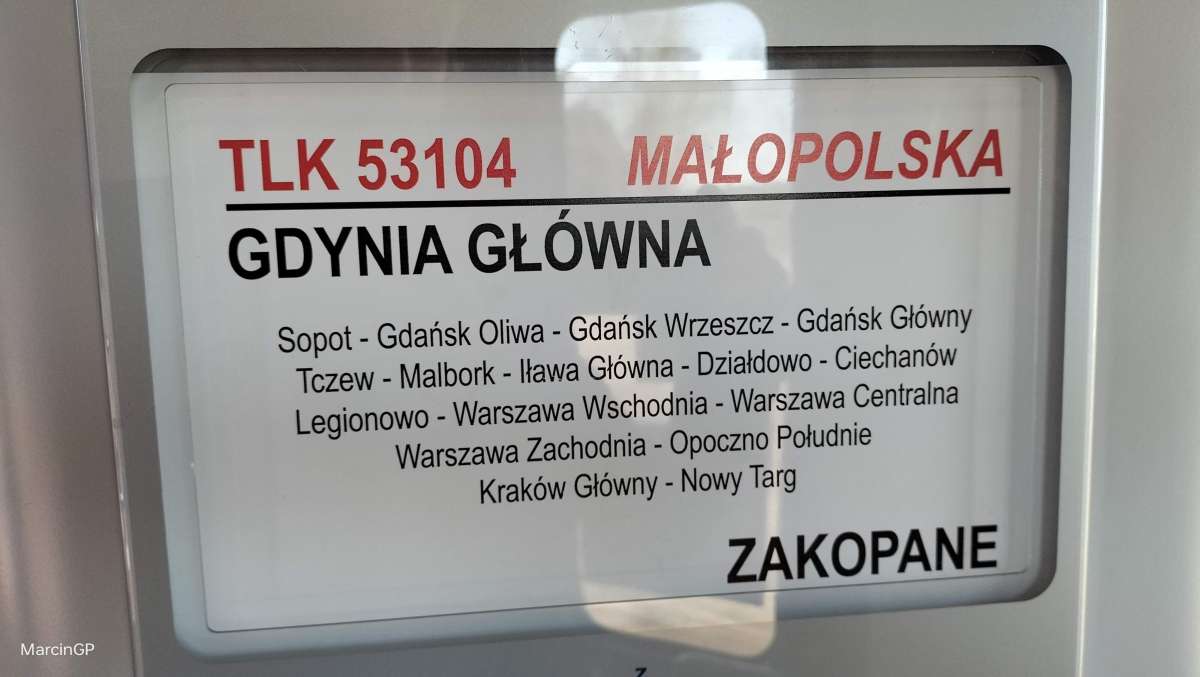 TLK 53104 MAŁOPOLSKA
GDYNIA GŁÓWNA
Sopot - Gdańsk Oliwa - Gdańsk Wrzeszcz - Gdańsk Główny
Tczew - Malbork - Iława Główna - Działdowo - Ciechanów
Legionowo - Warszawa Wschodnia - Warszawa Centralna
Warszawa Zachodnia - Opoczno Południe
Kraków Główny - Nowy Targ
ZAKOPANE
MarcinGP